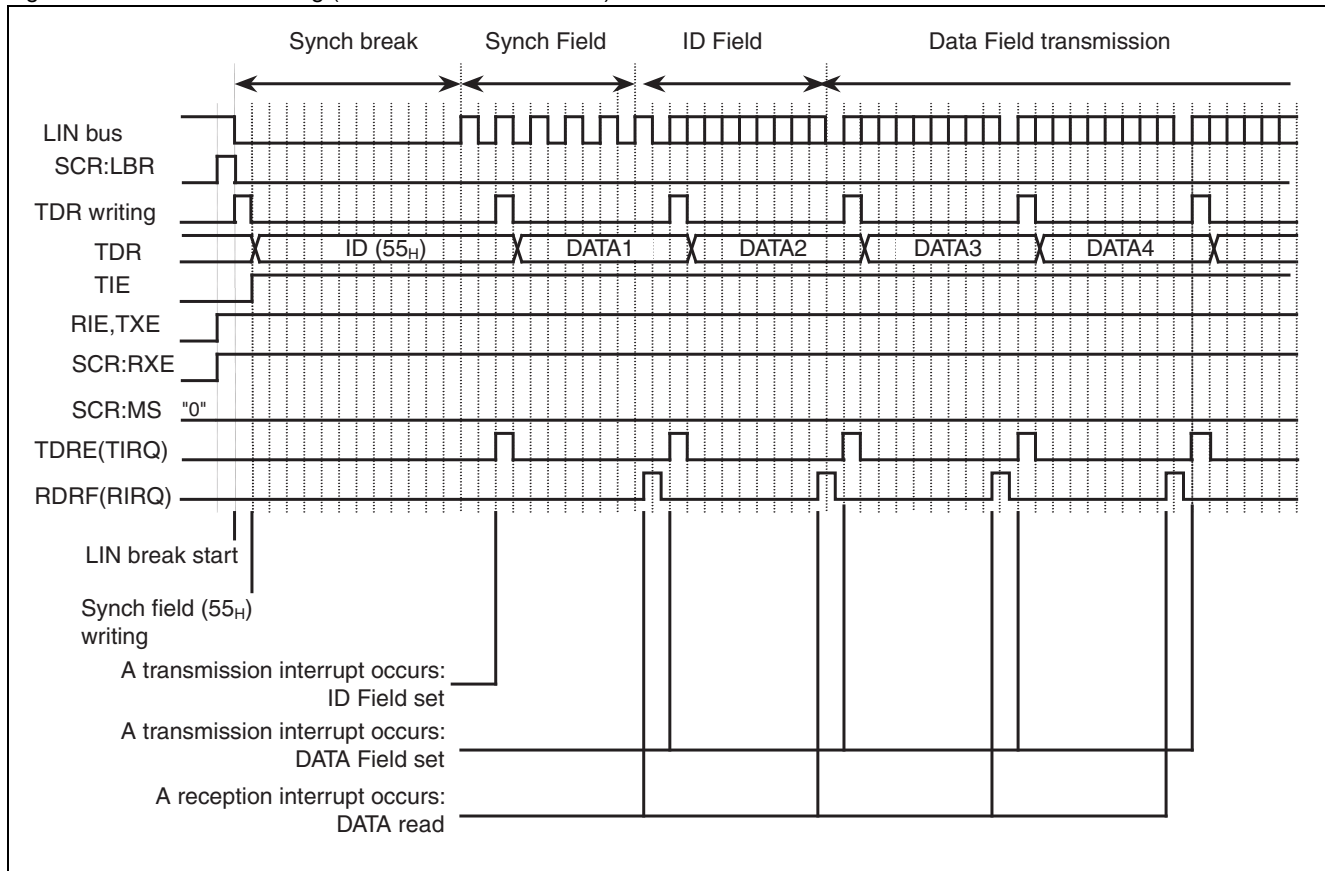 Synch break Synch Field ID Field Data Field transmission
LIN bus
SCR:LBR
TDR writing
TDR ID (55H) DATA1 DATA2 DATA3 DATA4
TIE
RIE,TXE
SCR:RXE
SCR:MS "0"
TDRE(TIRQ)
RDRF(RIRQ)
LIN break start
Synch field (55H)
writing
A transmission interrupt occurs:
ID Field set
A transmission interrupt occurs:
DATA Field set
A reception interrupt occurs:
DATA read